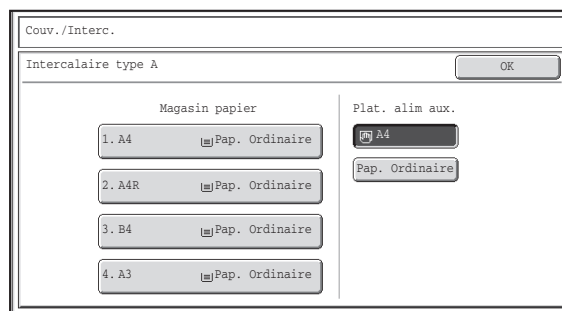 Couv./Interc.
Intercalaire type A
OK
Magasin papier
Plat. alim aux.
1. A4 Pap. Ordinaire
A4
2. A4R Pap. Ordinaire
Pap. Ordinaire
3. B4 Pap. Ordinaire
4. A3 Pap. Ordinaire